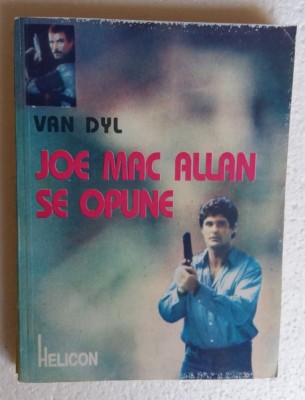 VAN DYL
JOE MAC ALLAN
SE OPUNE
HELICON